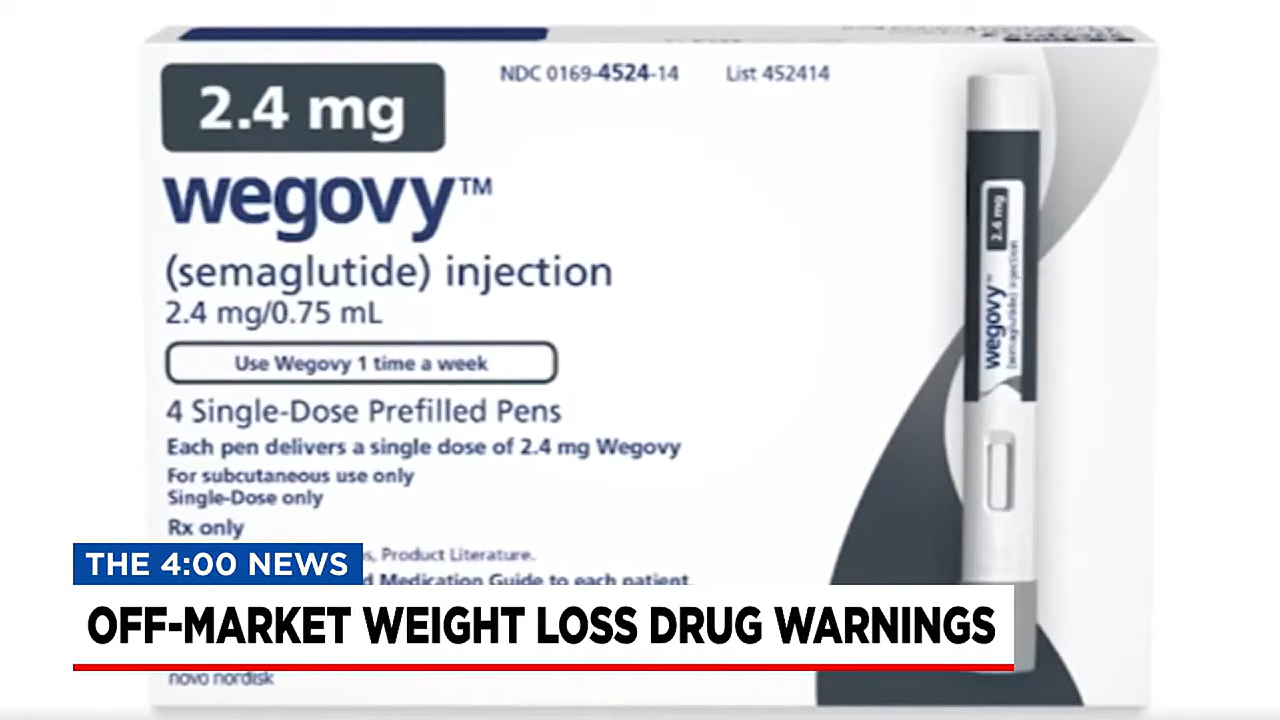 NDC 0169-4524-14 List 452414
2.4 mg
wegovy™
(semaglutide) injection
2.4 mg/0.75 mL
Use Wegovy 1 time a week
4 Single-Dose Prefilled Pens
Each pen delivers a single dose of 2.4 mg Wegovy
For subcutaneous use only
Single-Dose only
Rx only
Product Literature.
Medication Guide to each patient.
novo nordisk
2.4 mg
wegovy™
(semaglutide) injection
THE 4:00 NEWS
OFF-MARKET WEIGHT LOSS DRUG WARNINGS